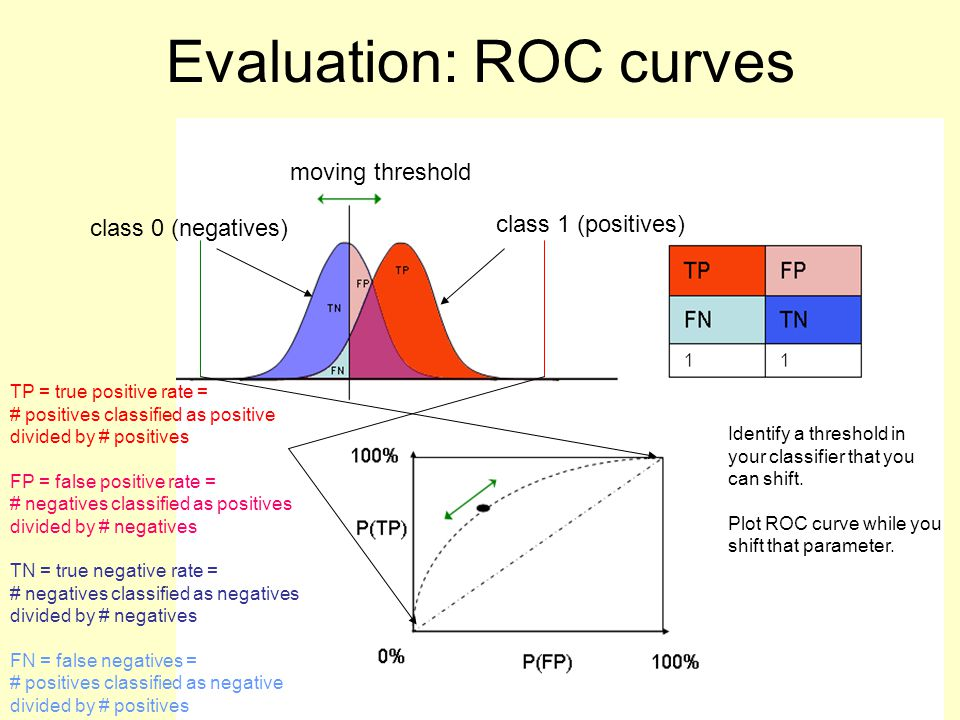 Evaluation: ROC curves
moving threshold
class 0 (negatives)
class 1 (positives)
TP
FP
TN
FN
TP FP
FN TN
1 1
TP = true positive rate =
# positives classified as positive
divided by # positives
FP = false positive rate =
# negatives classified as positives
divided by # negatives
TN = true negative rate =
# negatives classified as negatives
divided by # negatives
FN = false negatives =
# positives classified as negative
divided by # positives
100%
P(TP)
0%
P(FP)
100%
Identify a threshold in
your classifier that you
can shift.
Plot ROC curve while you
shift that parameter.